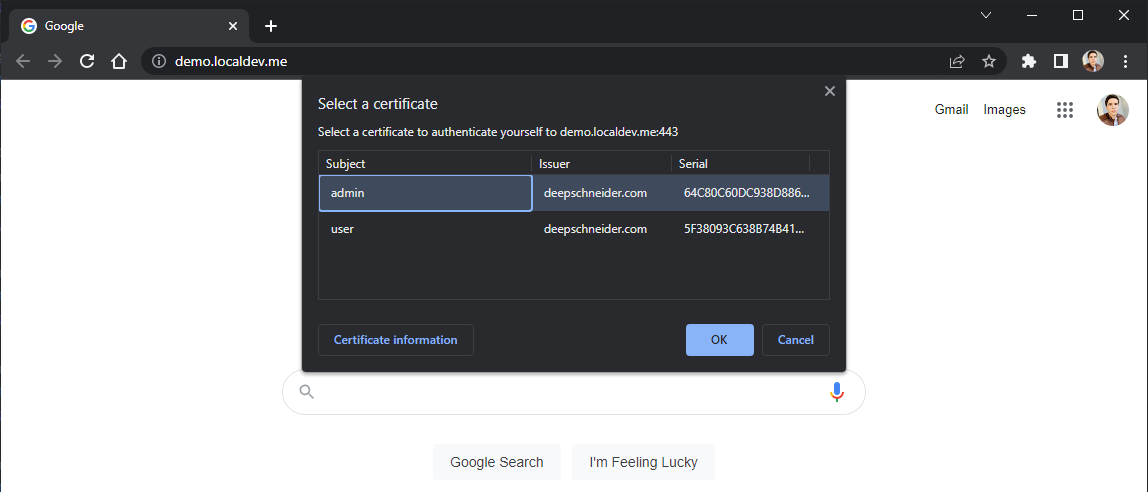 Google
demo.localdev.me
Gmail Images
Select a certificate
Select a certificate to authenticate yourself to demo.localdev.me:443
Subject Issuer Serial
admin deepschneider.com 64C80C60DC938D886...
user deepschneider.com 5F38093C638B74B41...
Certificate information OK Cancel
Google Search I'm Feeling Lucky